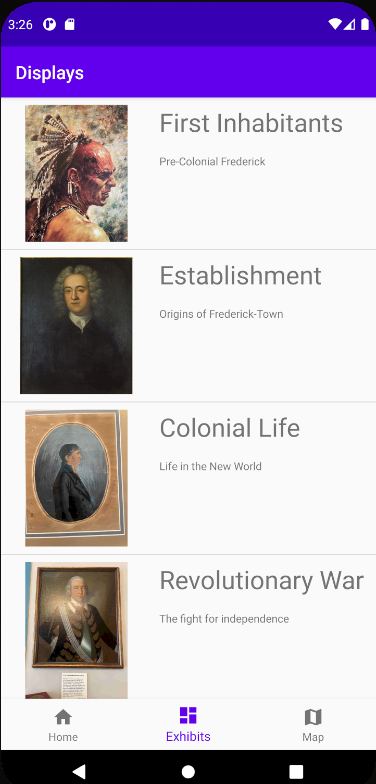 3:26
Displays
First Inhabitants
Pre-Colonial Frederick
Establishment
Origins of Frederick-Town
Colonial Life
Life in the New World
Revolutionary War
The fight for independence
Home
Exhibits
Map